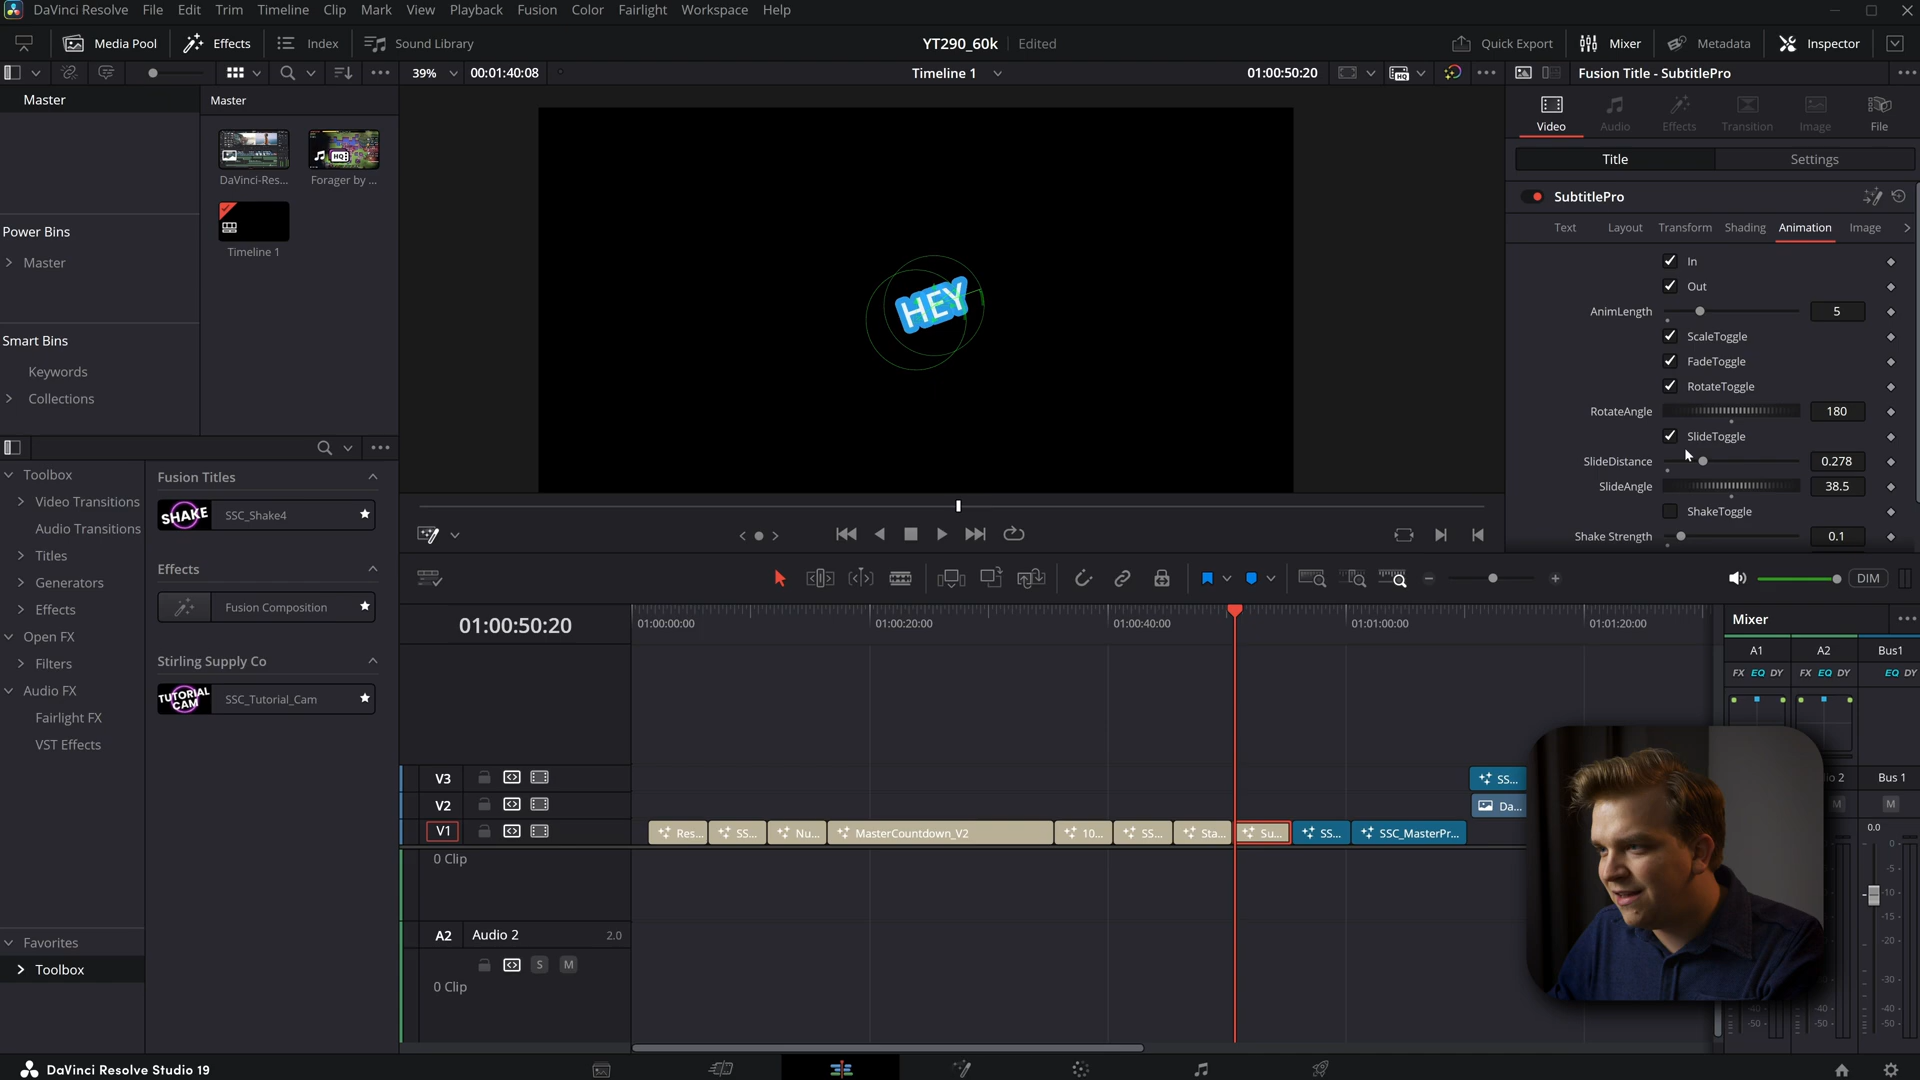 DaVinci Resolve File Edit Trim Timeline Clip Mark View Playback Fusion Color Fairlight Workspace Help
Media Pool Effects Index Sound Library YT290_60k Edited Quick Export Mixer Metadata Inspector
39% 00:01:40:08 Timeline 1 01:00:50:20 Fusion Title - SubtitlePro
Master
Master
DaVinci-Res...
Forager by ...
Timeline 1
Power Bins
Master
Smart Bins
Keywords
Collections
HQ
HQ
HEY
Video Audio Effects Transition Image File
Title Settings
SubtitlePro
Text Layout Transform Shading Animation Image
In
Out
AnimLength 5
ScaleToggle
FadeToggle
RotateToggle
RotateAngle 180
SlideToggle
SlideDistance 0.278
SlideAngle 38.5
ShakeToggle
Shake Strength 0.1
Toolbox
Video Transitions
Audio Transitions
Titles
Generators
Effects
Open FX
Filters
Audio FX
Fairlight FX
VST Effects
Favorites
Toolbox
Fusion Titles
SHAKE SSC_Shake4
Effects
Fusion Composition
Stirling Supply Co
TUTORIAL CAM SSC_Tutorial_Cam
DIM
01:00:50:20
01:00:00:00 01:00:20:00 01:00:40:00 01:01:00:00 01:01:20:00
V3 SS...
V2 Da...
V1 Res... SS... Nu... MasterCountdown_V2 10... SS... Sta... Su... SS... SSC_MasterPr...
0 Clip
A2 Audio 2 2.0
S M
0 Clip
Mixer
A1 A2 Bus1
FX EQ DY FX EQ DY EQ DY
io 2 Bus 1
M M
0.0
0
-5
-10
-15
-20
-30
-40
-50
-40
-50
DaVinci Resolve Studio 19